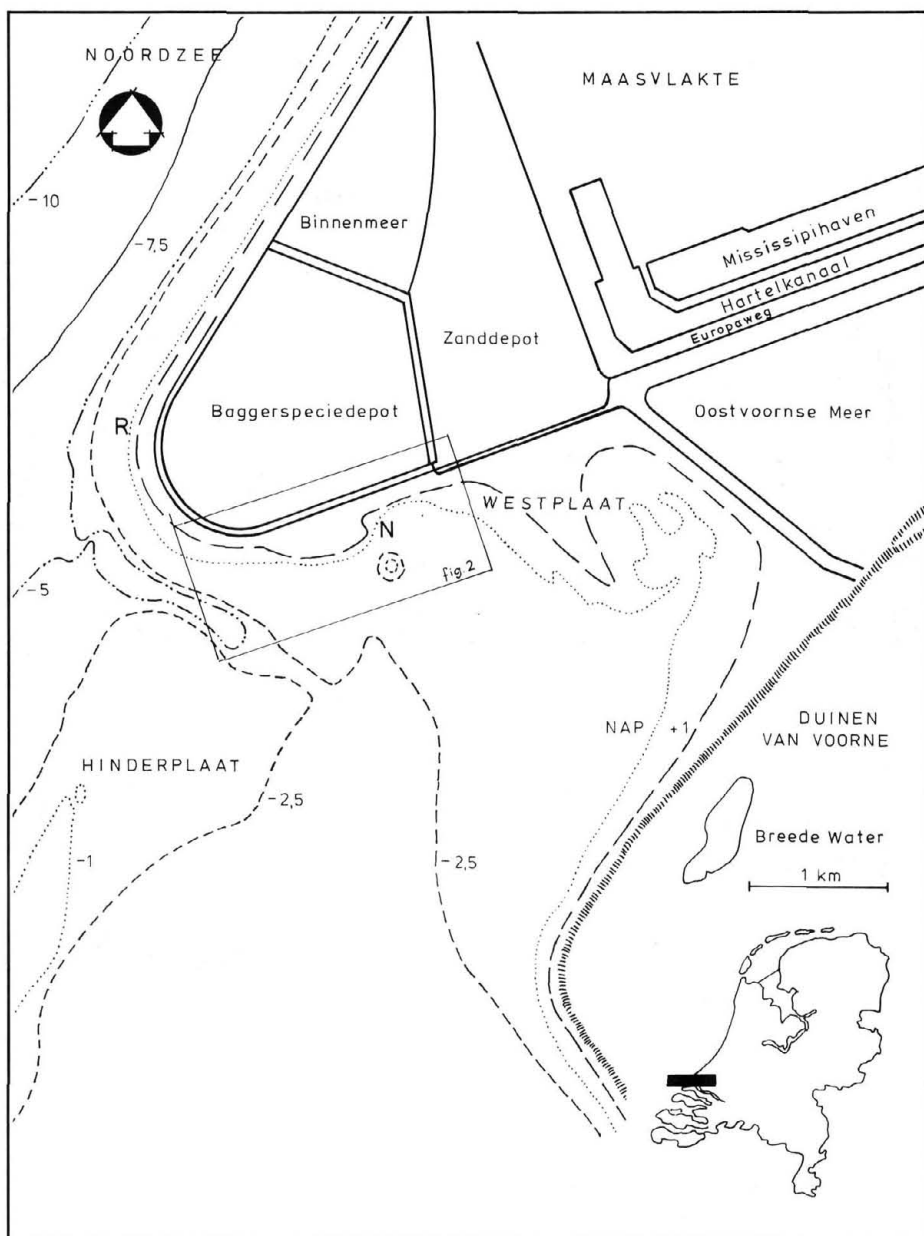 NOORDZEE
MAASVLAKTE
-10
-7,5
Binnenmeer
Mississipihaven
Hartelkanaal
Europaweg
Zanddepot
Baggerspeciedepot
Oostvoornse Meer
R
WESTPLAAT
N
fig.2
-5
NAP +1
DUINEN
VAN VOORNE
HINDERPLAAT
-2,5
-2,5
-1
Breede Water
1 km